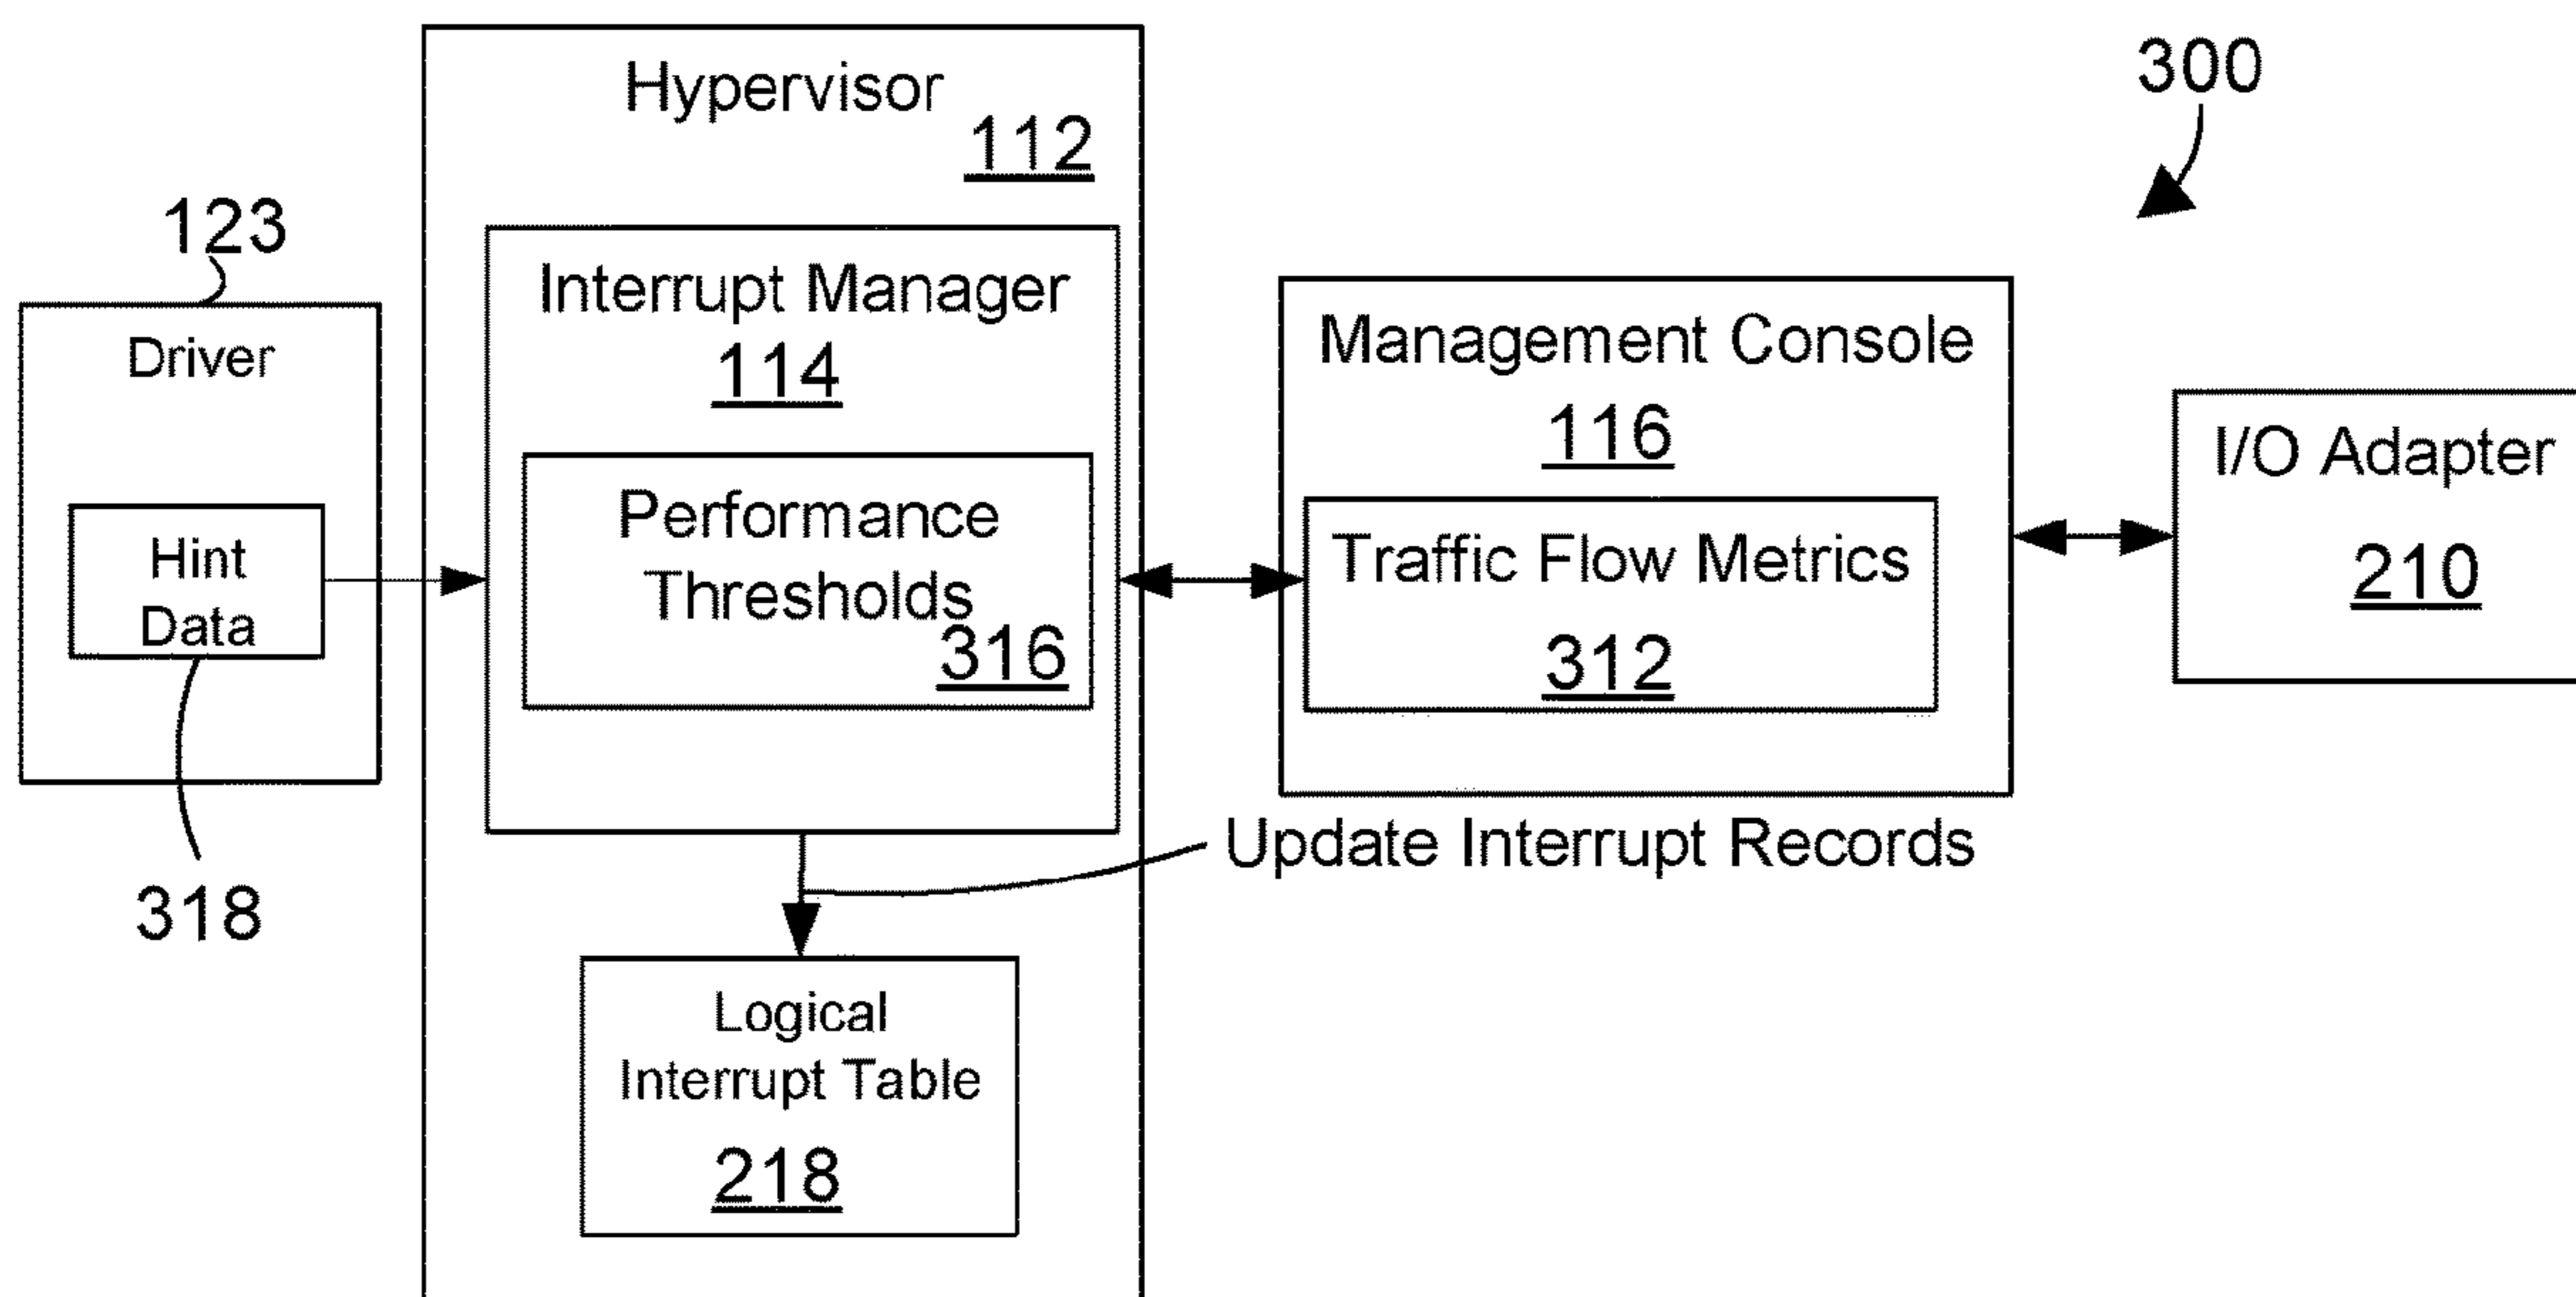 300
Hypervisor
112
123
Driver
Hint
Data
318
Interrupt Manager
114
Performance
Thresholds
316
Management Console
116
Traffic Flow Metrics
312
I/O Adapter
210
Update Interrupt Records
Logical
Interrupt Table
218